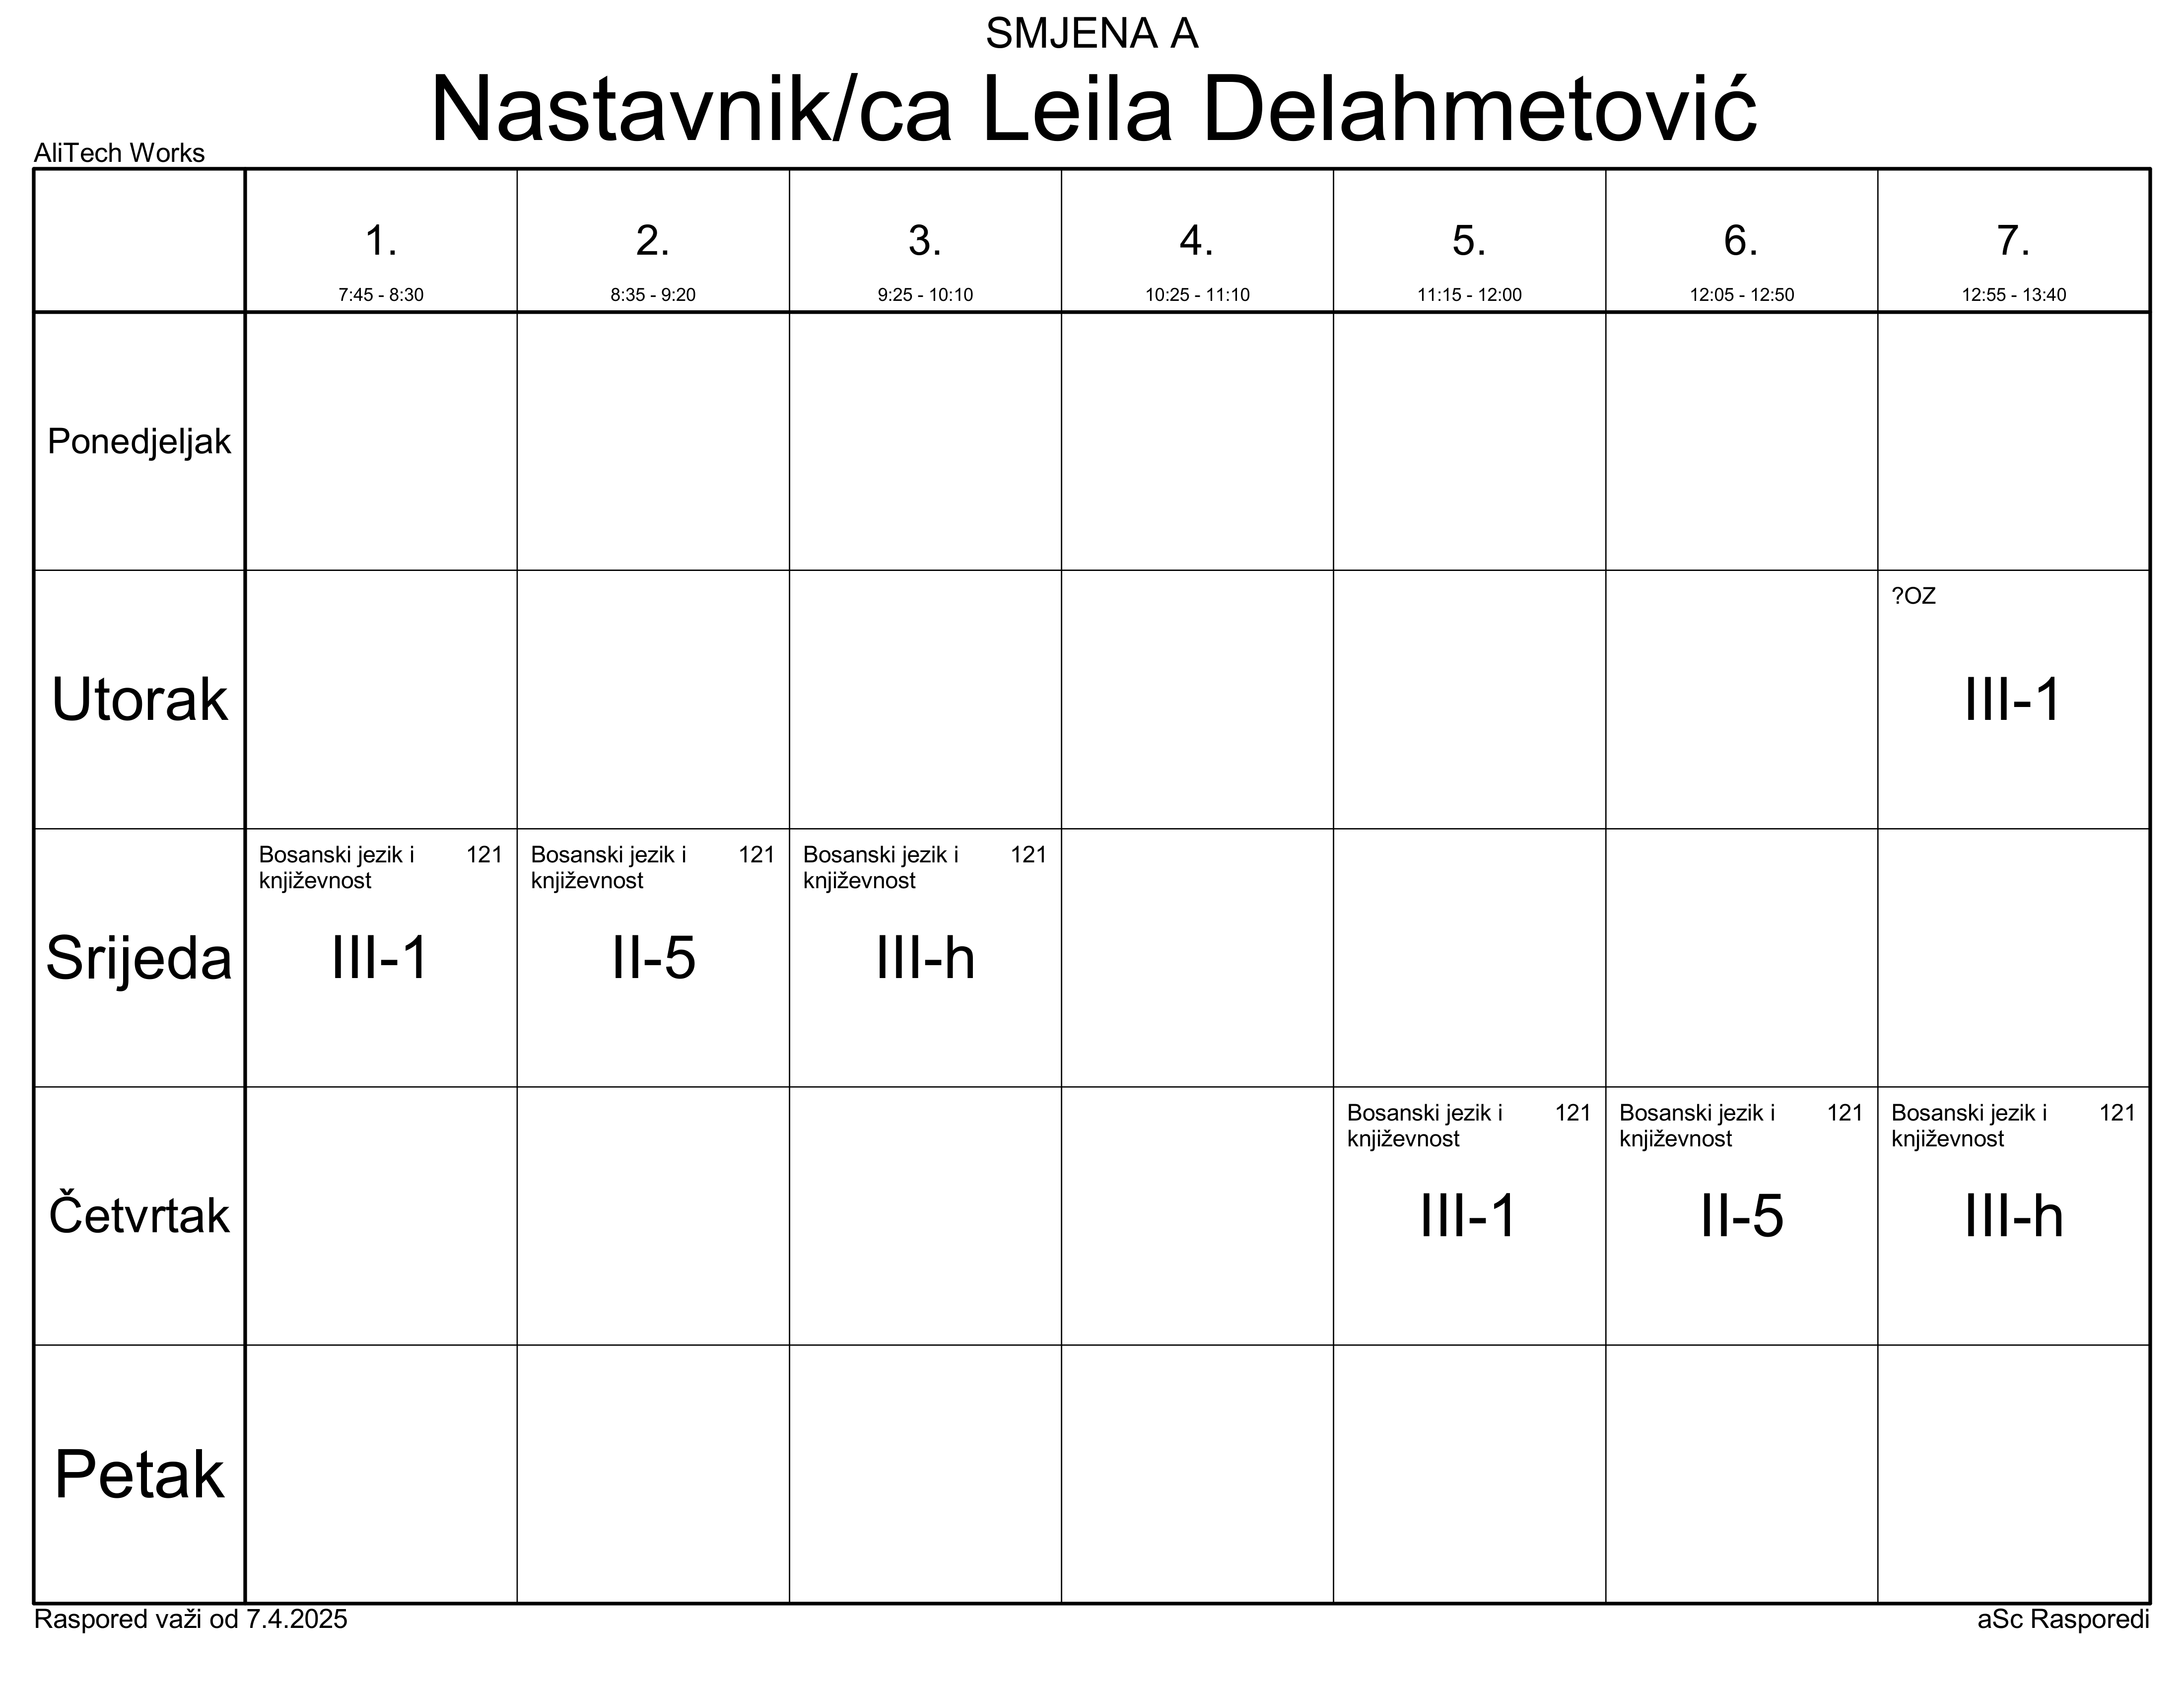 SMJENA A
Nastavnik/ca Leila Delahmetović
AliTech Works
1.
2.
3.
4.
5.
6.
7.
7:45 - 8:30
8:35 - 9:20
9:25 - 10:10
10:25 - 11:10
11:15 - 12:00
12:05 - 12:50
12:55 - 13:40
Ponedjeljak
Utorak
?OZ
III-1
Srijeda
Bosanski jezik i
književnost
121
III-1
Bosanski jezik i
književnost
121
II-5
Bosanski jezik i
književnost
121
III-h
Četvrtak
Bosanski jezik i
književnost
121
III-1
Bosanski jezik i
književnost
121
II-5
Bosanski jezik i
književnost
121
III-h
Petak
Raspored važi od 7.4.2025
aSc Rasporedi